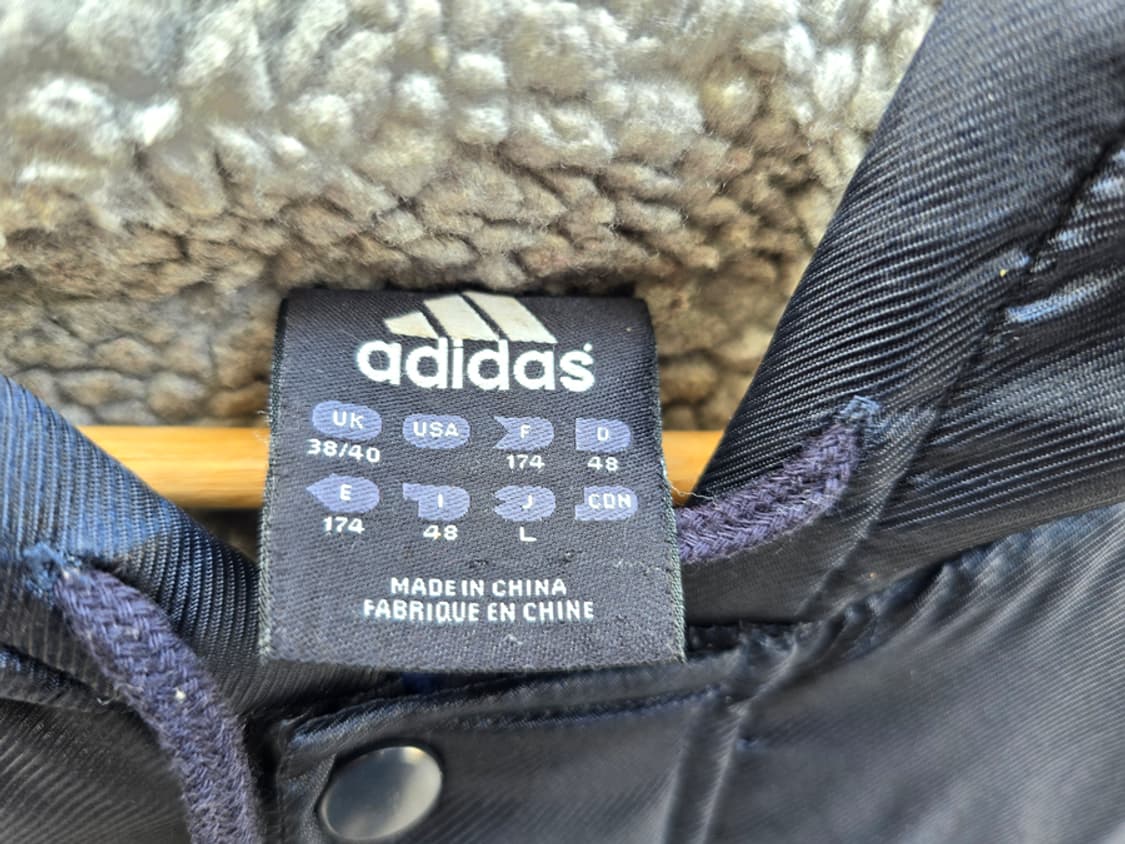 adidas
UK USA F D
38/40 174 48
E I J CDN
174 48 L
MADE IN CHINA
FABRIQUE EN CHINE